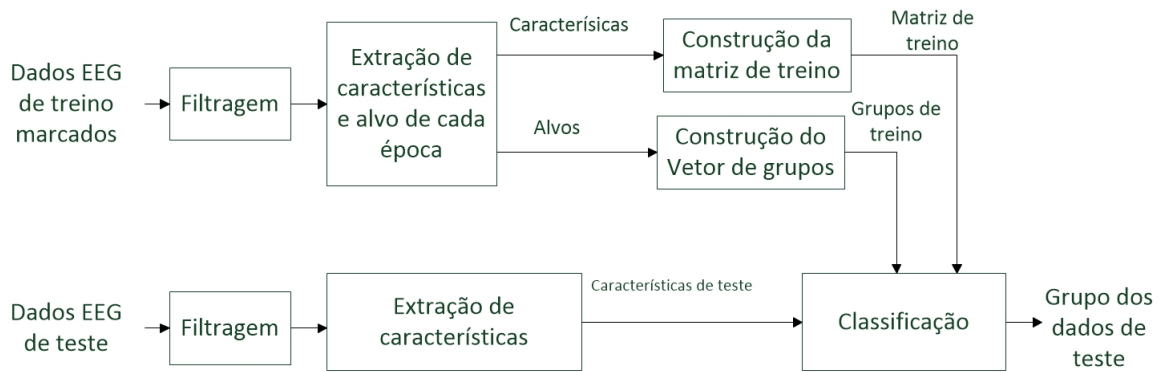 Dados EEG
de treino
marcados
Filtragem
Extração de
características
e alvo de cada
época
Caracterísicas
Construção da
matriz de treino
Matriz de
treino
Alvos
Construção do
Vetor de grupos
Grupos de
treino
Dados EEG
de teste
Filtragem
Extração de
características
Características de teste
Classificação
Grupo dos
dados de
teste